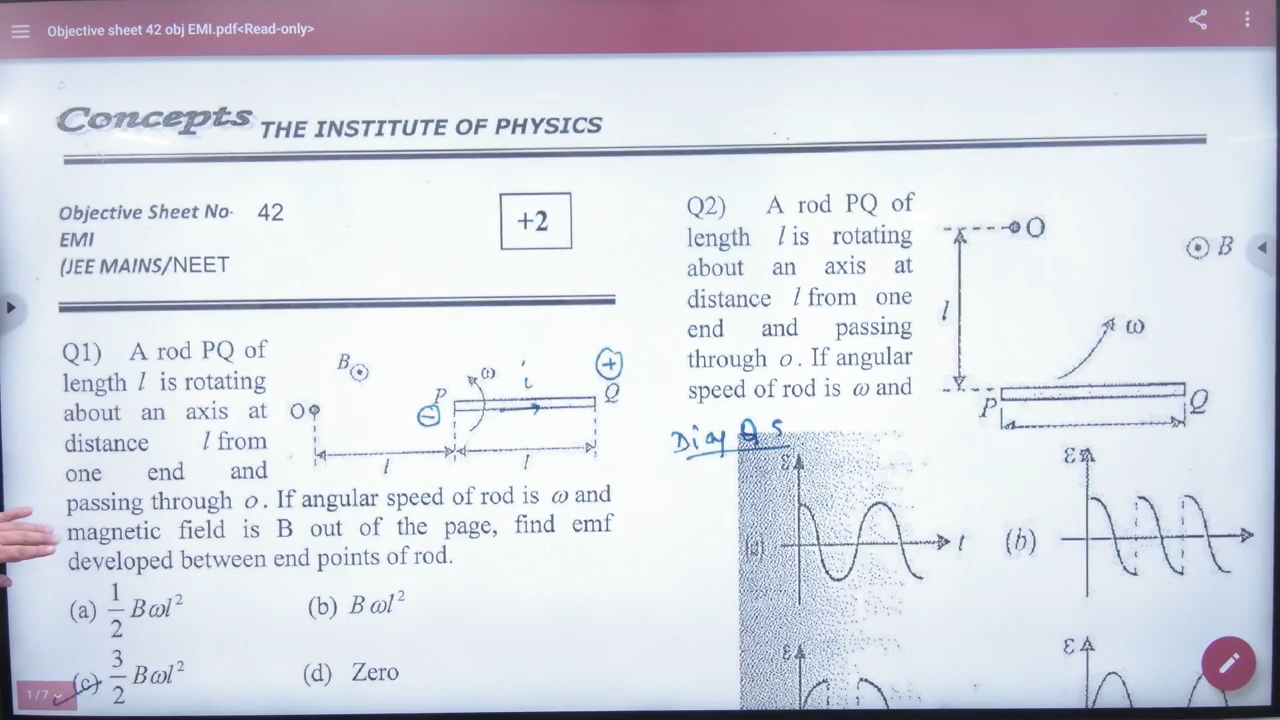 Objective sheet 42 obj EMI.pdf<Read-only>
Concepts THE INSTITUTE OF PHYSICS
Objective Sheet No- 42
EMI
(JEE MAINS/NEET
+2
Q1) A rod PQ of
length l is rotating
about an axis at
distance l from
one end and
passing through o. If angular speed of rod is ω and
magnetic field is B out of the page, find emf
developed between end points of rod.
B
O
P
ω
i
+
Q
-
l
l
(a) 1/2 Bωl²
(b) Bωl²
(c) 3/2 Bωl²
(d) Zero
1/7
Q2) A rod PQ of
length l is rotating
about an axis at
distance l from one
end and passing
through o. If angular
speed of rod is ω and
O
B
l
ω
P
Q
ε
t
(b)
ε
ε
ε